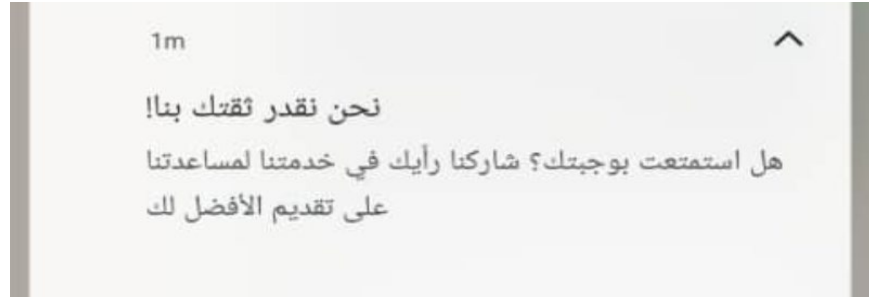 1m
نحن نقدر ثقتك بنا!
هل استمتعت بوجبتك؟ شاركنا رأيك في خدمتنا لمساعدتنا
على تقديم الأفضل لك